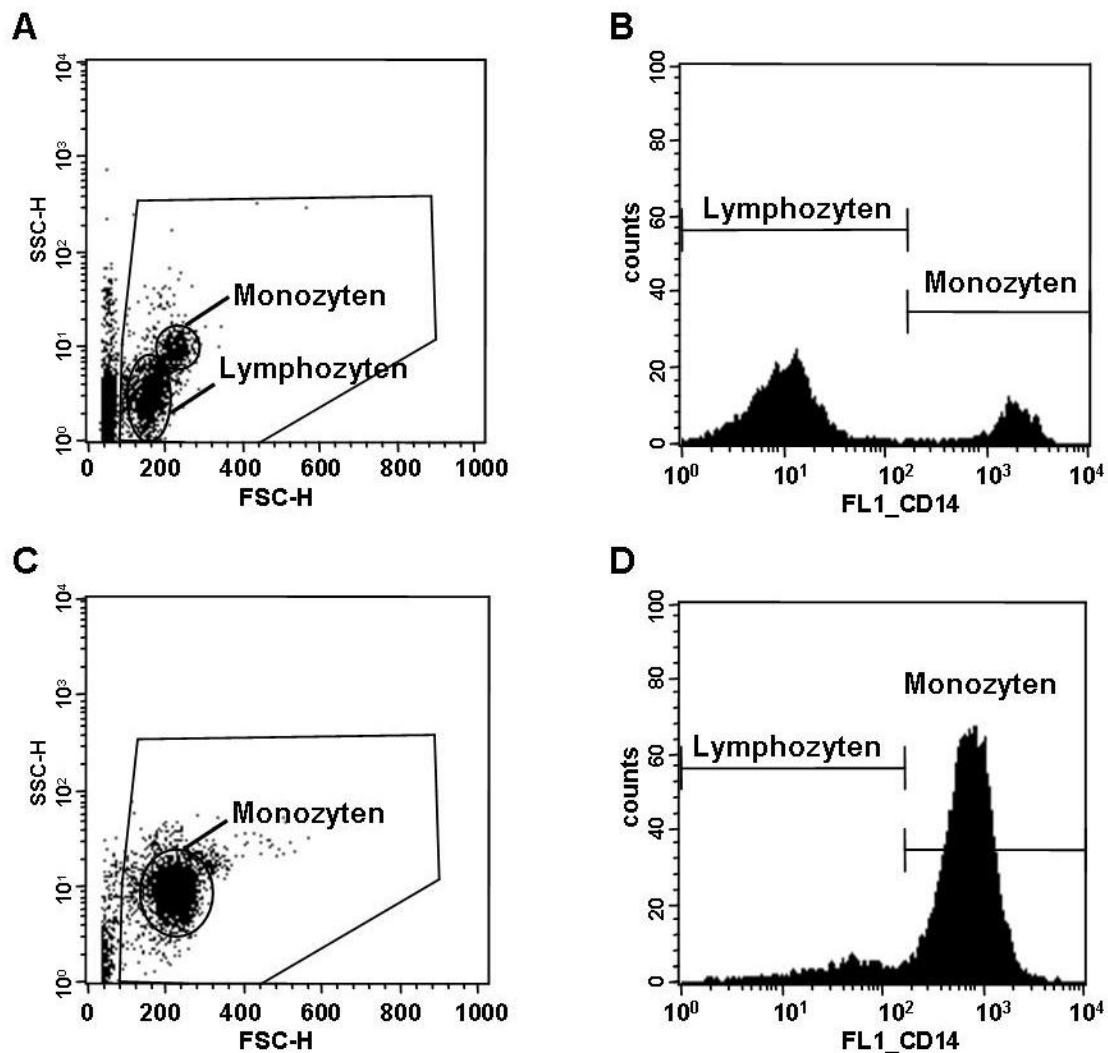 A
10⁴
10³
10²
10¹
10⁰
SSC-H
Monozyten
Lymphozyten
0 200 400 600 800 1000
FSC-H
B
100
80
60
40
20
0
counts
Lymphozyten
Monozyten
10⁰ 10¹ 10² 10³ 10⁴
FL1_CD14
C
10⁴
10³
10²
10¹
10⁰
SSC-H
Monozyten
0 200 400 600 800 1000
FSC-H
D
100
80
60
40
20
0
counts
Monozyten
Lymphozyten
10⁰ 10¹ 10² 10³ 10⁴
FL1_CD14